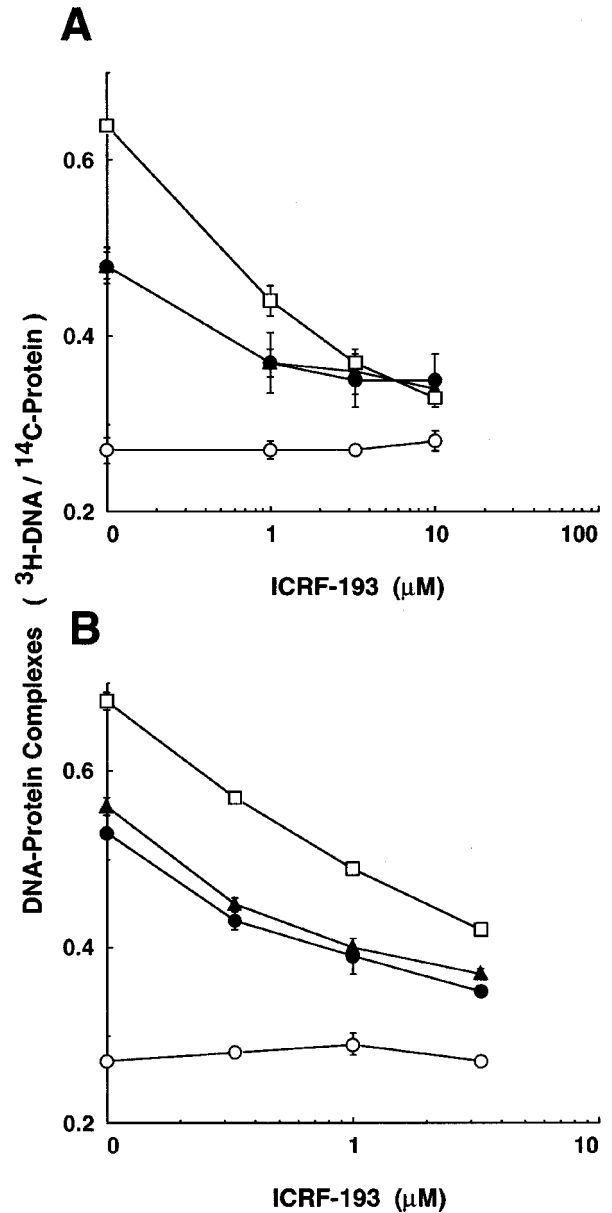 A
0.6
0.4
0.2
0 1 10 100
ICRF-193 (µM)
DNA-Protein Complexes ( ³H-DNA / ¹⁴C-Protein )
B
0.6
0.4
0.2
0 1 10
ICRF-193 (µM)